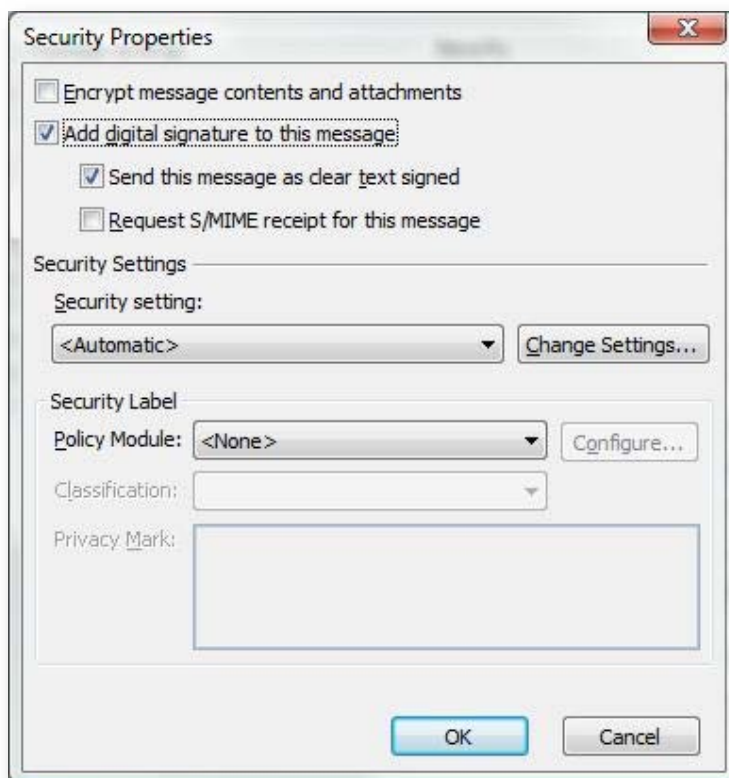 Security Properties
Encrypt message contents and attachments
Add digital signature to this message
Send this message as clear text signed
Request S/MIME receipt for this message
Security Settings
Security setting:
<Automatic> Change Settings...
Security Label
Policy Module: <None> Configure...
Classification:
Privacy Mark:
OK Cancel